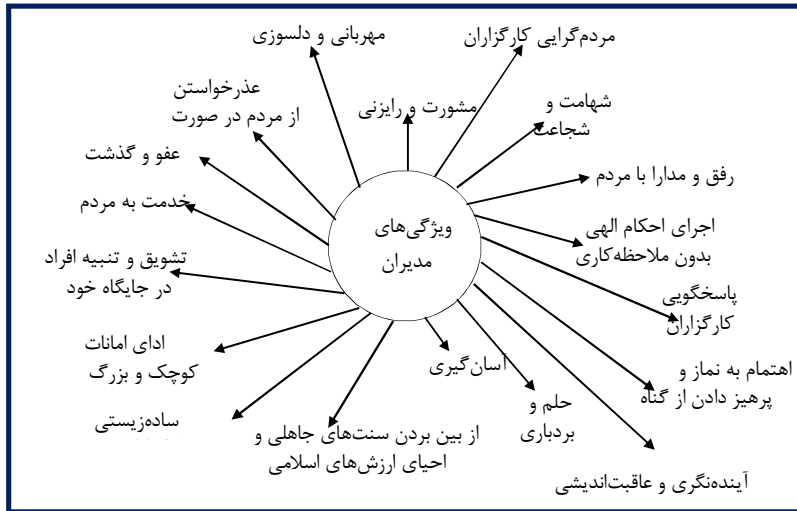 مردم‌گرایی کارگزاران
مهربانی و دلسوزی
عذرخواستن
از مردم در صورت
مشورت و رایزنی
شهامت و
شجاعت
عفو و گذشت
رفق و مدارا با مردم
خدمت به مردم
ویژگی‌های
مدیران
اجرای احکام الهی
بدون ملاحظه‌کاری
تشویق و تنبیه افراد
در جایگاه خود
پاسخگویی
کارگزاران
ادای امانات
کوچک و بزرگ
آسان‌گیری
اهتمام به نماز و
پرهیز دادن از گناه
حلم و
بردباری
ساده‌زیستی
از بین بردن سنت‌های جاهلی و
احیای ارزش‌های اسلامی
آینده‌نگری و عاقبت‌اندیشی